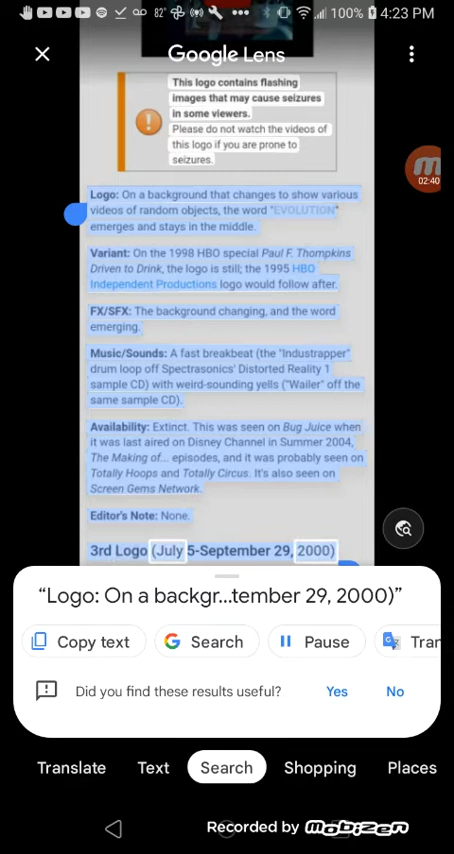 82° 100% 4:23 PM
Google Lens
This logo contains flashing
images that may cause seizures
in some viewers.
Please do not watch the videos of
this logo if you are prone to
seizures.
02:40
Logo: On a background that changes to show various
videos of random objects, the word "EVOLUTION"
emerges and stays in the middle.
Variant: On the 1998 HBO special Paul F. Thompkins
Driven to Drink, the logo is still; the 1995 HBO
Independent Productions logo would follow after.
FX/SFX: The background changing, and the word
emerging.
Music/Sounds: A fast breakbeat (the "Industrapper"
drum loop off Spectrasonics' Distorted Reality 1
sample CD) with weird-sounding yells ("Wailer" off the
same sample CD).
Availability: Extinct. This was seen on Bug Juice when
it was last aired on Disney Channel in Summer 2004,
The Making of... episodes, and it was probably seen on
Totally Hoops and Totally Circus. It's also seen on
Screen Gems Network.
Editor's Note: None.
3rd Logo (July 5-September 29, 2000)
“Logo: On a backgr...tember 29, 2000)”
Copy text Search Pause Tran
Did you find these results useful? Yes No
Translate Text Search Shopping Places
Recorded by mobizen